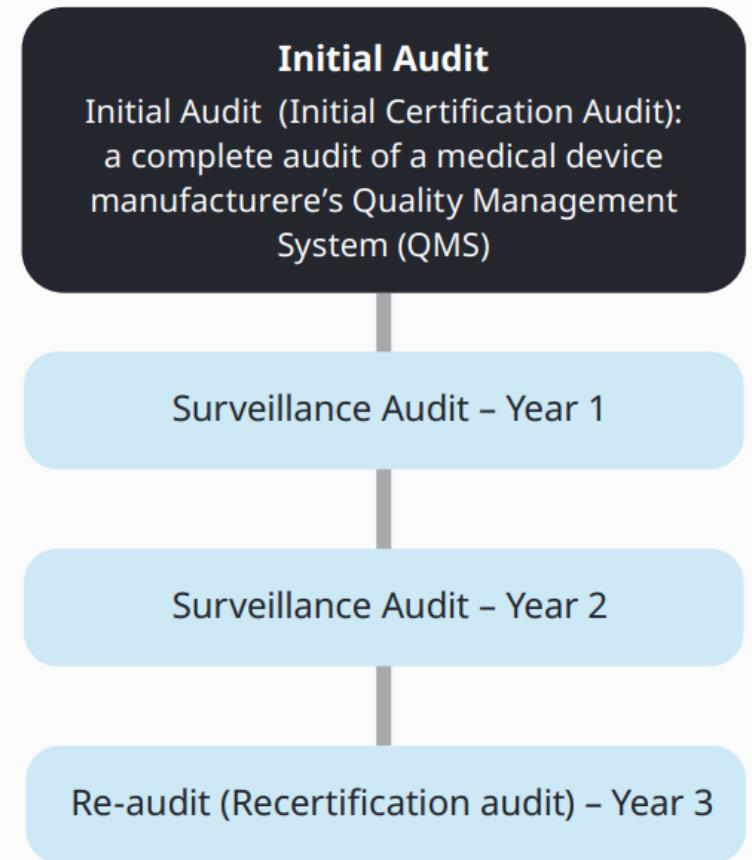 Initial Audit
Initial Audit  (Initial Certification Audit):
a complete audit of a medical device
manufacturere’s Quality Management
System (QMS)
Surveillance Audit – Year 1
Surveillance Audit – Year 2
Re-audit (Recertification audit) – Year 3